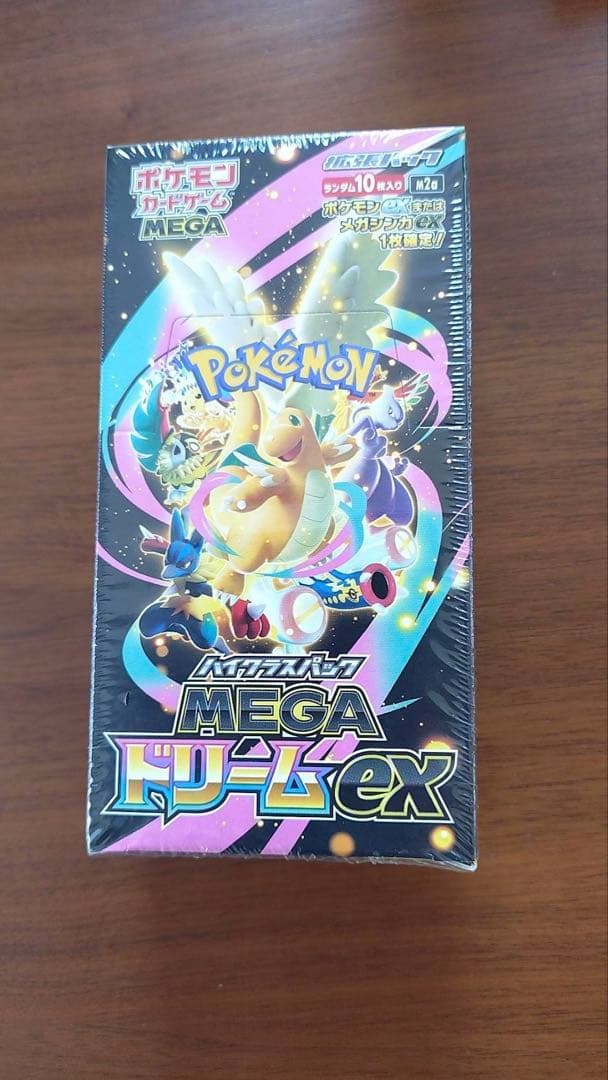 ポケモン
カードゲーム
MEGA
拡張パック
ランダム10枚入り
M2a
ポケモンexまたは
メガシンカex
1枚確定!
POKéMON
TM
ハイクラスパック
MEGA
ドリームex